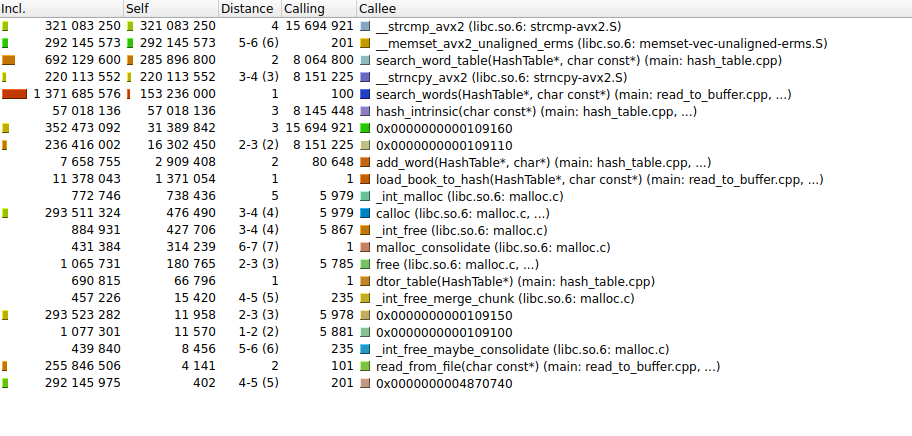 Incl. Self Distance Calling Callee
321 083 250 321 083 250 4 15 694 921 __strcmp_avx2 (libc.so.6: strcmp-avx2.S)
292 145 573 292 145 573 5-6 (6) 201 __memset_avx2_unaligned_erms (libc.so.6: memset-vec-unaligned-erms.S)
692 129 600 285 896 800 2 8 064 800 search_word_table(HashTable*, char const*) (main: hash_table.cpp)
220 113 552 220 113 552 3-4 (3) 8 151 225 __strncpy_avx2 (libc.so.6: strncpy-avx2.S)
1 371 685 576 153 236 000 1 100 search_words(HashTable*, char const*) (main: read_to_buffer.cpp, ...)
57 018 136 57 018 136 3 8 145 448 hash_intrinsic(char const*) (main: hash_table.cpp, ...)
352 473 092 31 389 842 3 15 694 921 0x0000000000109160
236 416 002 16 302 450 2-3 (2) 8 151 225 0x0000000000109110
7 658 755 2 909 408 2 80 648 add_word(HashTable*, char*) (main: hash_table.cpp, ...)
11 378 043 1 371 054 1 1 load_book_to_hash(HashTable*, char const*) (main: read_to_buffer.cpp, ...)
772 746 738 436 5 5 979 _int_malloc (libc.so.6: malloc.c)
293 511 324 476 490 3-4 (4) 5 979 calloc (libc.so.6: malloc.c, ...)
884 931 427 706 3-4 (4) 5 867 _int_free (libc.so.6: malloc.c)
431 384 314 239 6-7 (7) 1 malloc_consolidate (libc.so.6: malloc.c)
1 065 731 180 765 2-3 (3) 5 785 free (libc.so.6: malloc.c, ...)
690 815 66 796 1 1 dtor_table(HashTable*) (main: hash_table.cpp)
457 226 15 420 4-5 (5) 235 _int_free_merge_chunk (libc.so.6: malloc.c)
293 523 282 11 958 2-3 (3) 5 978 0x0000000000109150
1 077 301 11 570 1-2 (2) 5 881 0x0000000000109100
439 840 8 456 5-6 (6) 235 _int_free_maybe_consolidate (libc.so.6: malloc.c)
255 846 506 4 141 2 101 read_from_file(char const*) (main: read_to_buffer.cpp, ...)
292 145 975 402 4-5 (5) 201 0x0000000004870740